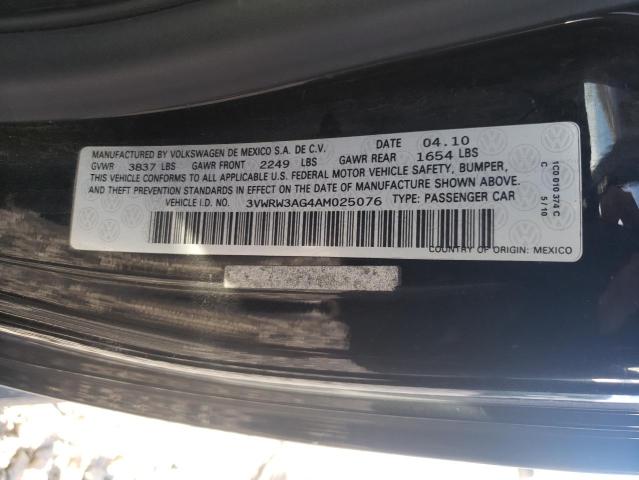 MANUFACTURED BY VOLKSWAGEN DE MEXICO S.A. DE C.V. DATE 04.10
GVWR 3837 LBS GAWR FRONT 2249 LBS GAWR REAR 1654 LBS
THIS VEHICLE CONFORMS TO ALL APPLICABLE U.S. FEDERAL MOTOR VEHICLE SAFETY, BUMPER,
AND THEFT PREVENTION STANDARDS IN EFFECT ON THE DATE OF MANUFACTURE SHOWN ABOVE.
VEHICLE I.D. NO. 3VWRW3AG4AM025076 TYPE: PASSENGER CAR
COUNTRY OF ORIGIN: MEXICO
1C0 010 374 C
C 5/10